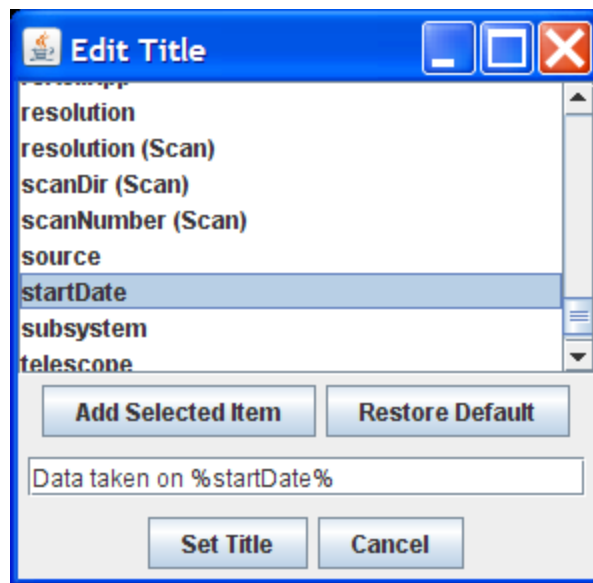 Edit Title
resolution
resolution (Scan)
scanDir (Scan)
scanNumber (Scan)
source
startDate
subsystem
telescope
Add Selected Item Restore Default
Data taken on %startDate%
Set Title Cancel